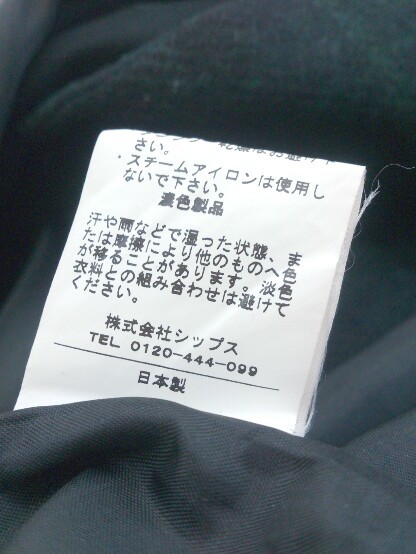 さい。
・スチームアイロンは使用し
ないで下さい。
濃色製品
汗や雨などで湿った状態、ま
たは摩擦により他のものへ色
が移ることがあります。淡色
衣料との組み合わせは避けて
ください。
株式会社シップス
TEL 0120-444-099
日本製